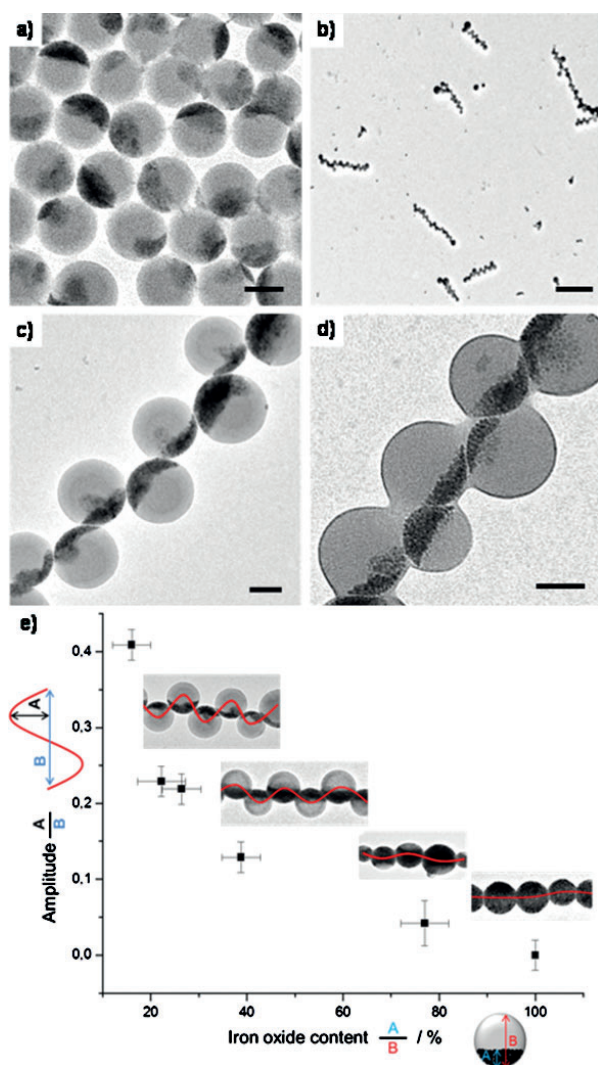 a)
b)
c)
d)
e)
0,4
0,3
0,2
0,1
0,0
Amplitude A/B
A
B
20
40
60
80
100
Iron oxide content A/B / %
A
B